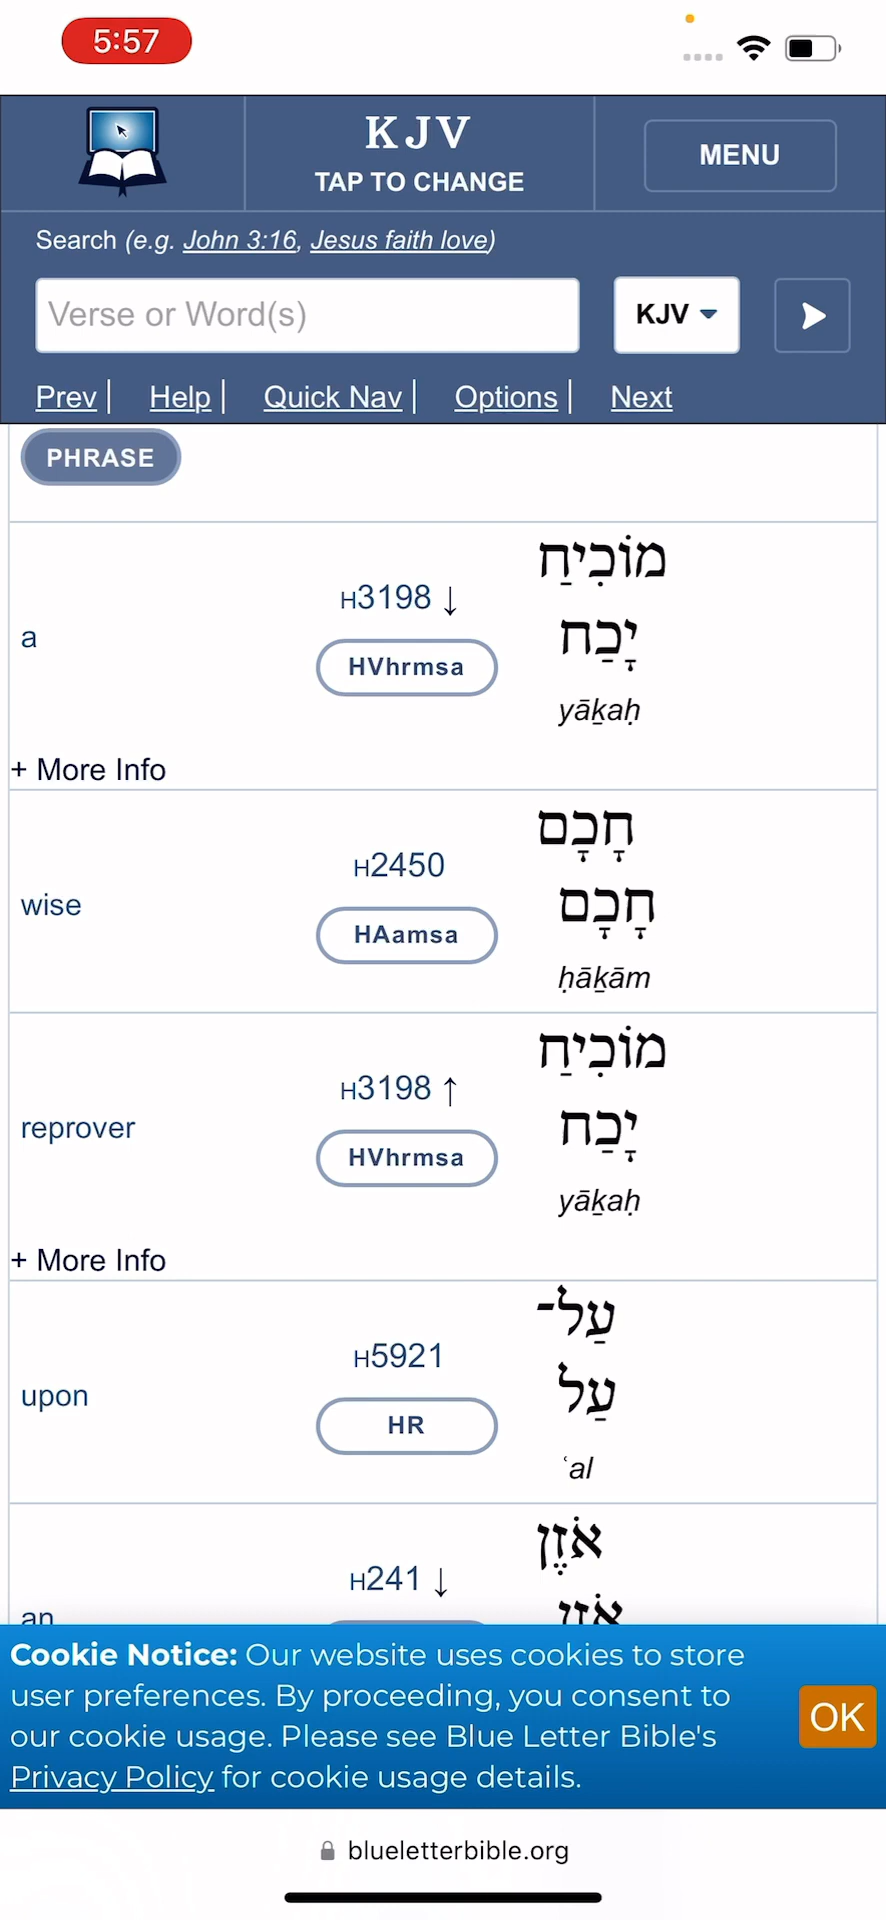 5:57
KJV
TAP TO CHANGE
MENU
Search (e.g. John 3:16, Jesus faith love)
Verse or Word(s)
KJV
Prev | Help | Quick Nav | Options | Next
PHRASE
a
H3198 ↓
HVhrmsa
מוֹכִיחַ
יָכַח
yāḵaḥ
+ More Info
wise
H2450
HAamsa
חָכָם
חָכָם
ḥāḵām
reprover
H3198 ↑
HVhrmsa
מוֹכִיחַ
יָכַח
yāḵaḥ
+ More Info
upon
H5921
HR
עַל־
עַל
ʿal
an
H241 ↓
אֹזֶן
אֹזן
Cookie Notice: Our website uses cookies to store
user preferences. By proceeding, you consent to
our cookie usage. Please see Blue Letter Bible's
Privacy Policy for cookie usage details.
OK
blueletterbible.org